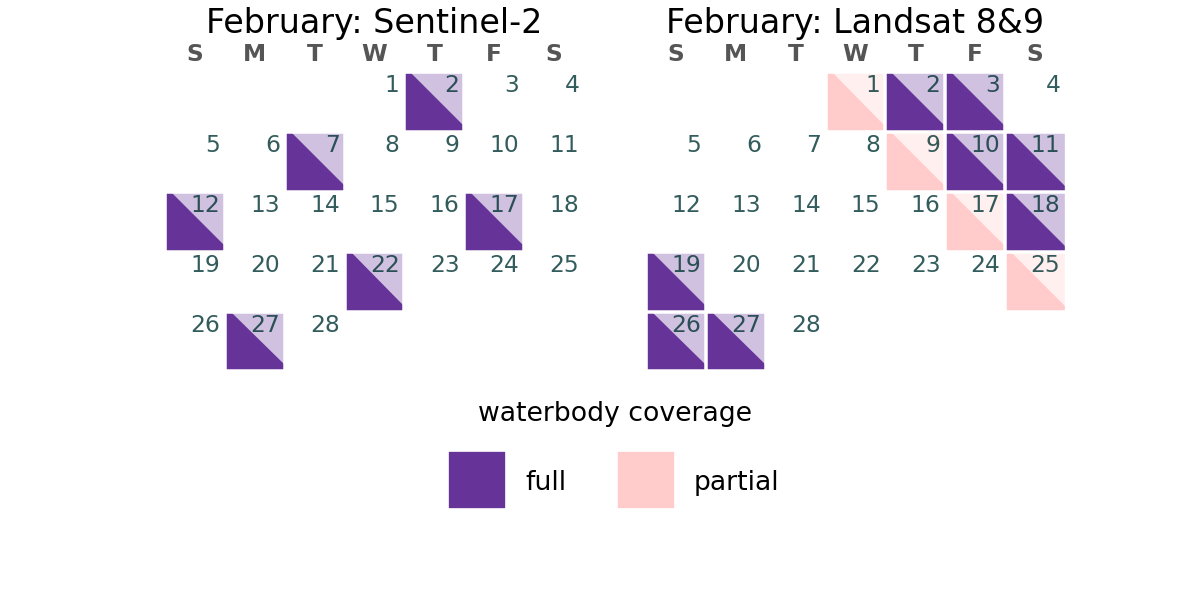 February: Sentinel-2
S M T W T F S
1 2 3 4
5 6 7 8 9 10 11
12 13 14 15 16 17 18
19 20 21 22 23 24 25
26 27 28
February: Landsat 8&9
S M T W T F S
1 2 3 4
5 6 7 8 9 10 11
12 13 14 15 16 17 18
19 20 21 22 23 24 25
26 27 28
waterbody coverage
full partial